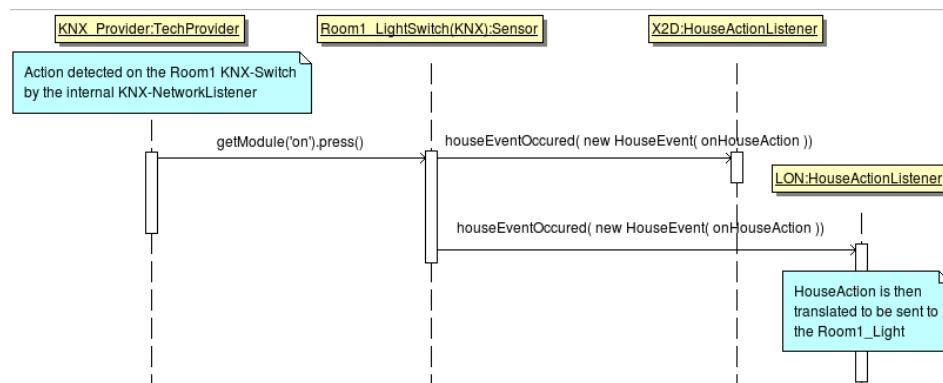 KNX_Provider:TechProvider
Room1_LightSwitch(KNX):Sensor
X2D:HouseActionListener
Action detected on the Room1 KNX-Switch
by the internal KNX-NetworkListener
getModule('on').press()
houseEventOccured( new HouseEvent( onHouseAction ))
LON:HouseActionListener
houseEventOccured( new HouseEvent( onHouseAction ))
HouseAction is then
translated to be sent to
the Room1_Light